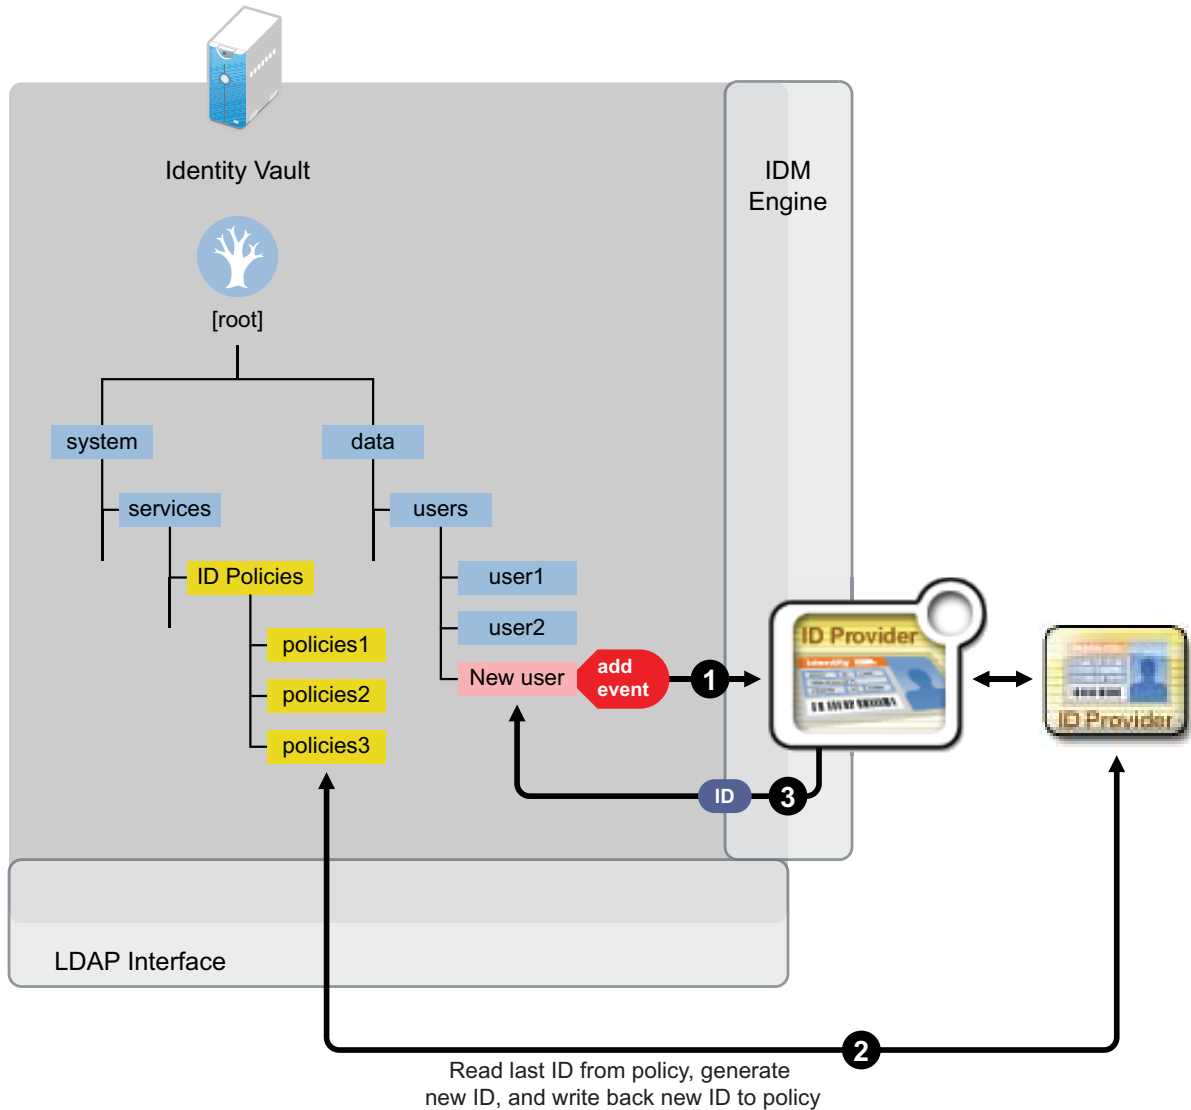 Identity Vault
IDM
Engine
[root]
system
data
services
users
ID Policies
user1
user2
policies1
policies2
policies3
New user
add
event
1
ID Provider
Identity
ID Provider
ID
3
LDAP Interface
2
Read last ID from policy, generate
new ID, and write back new ID to policy